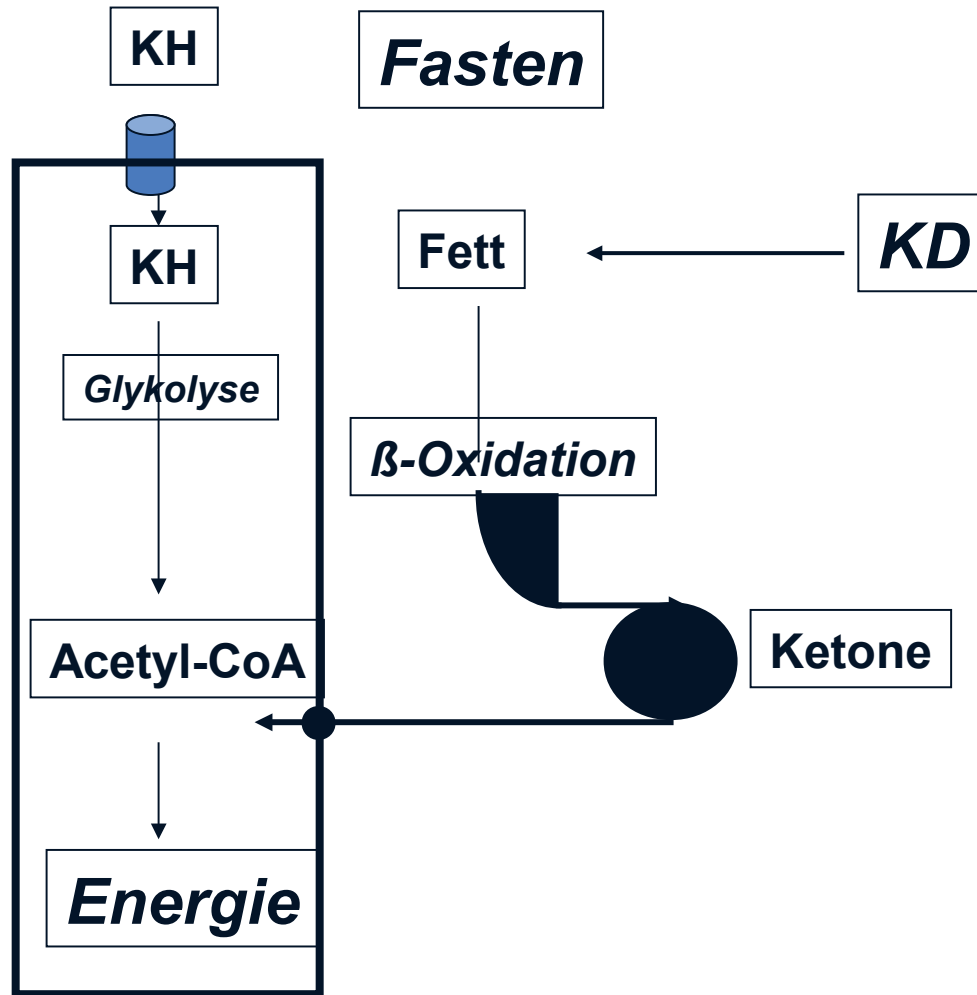 KH
Fasten
KH
Fett
KD
Glykolyse
ß-Oxidation
Acetyl-CoA
Ketone
Energie